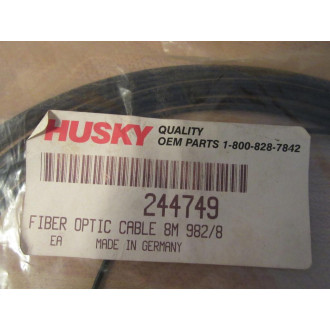 HUSKY QUALITY
OEM PARTS 1-800-828-7842
244749
FIBER OPTIC CABLE 8M 982/8
EA MADE IN GERMANY